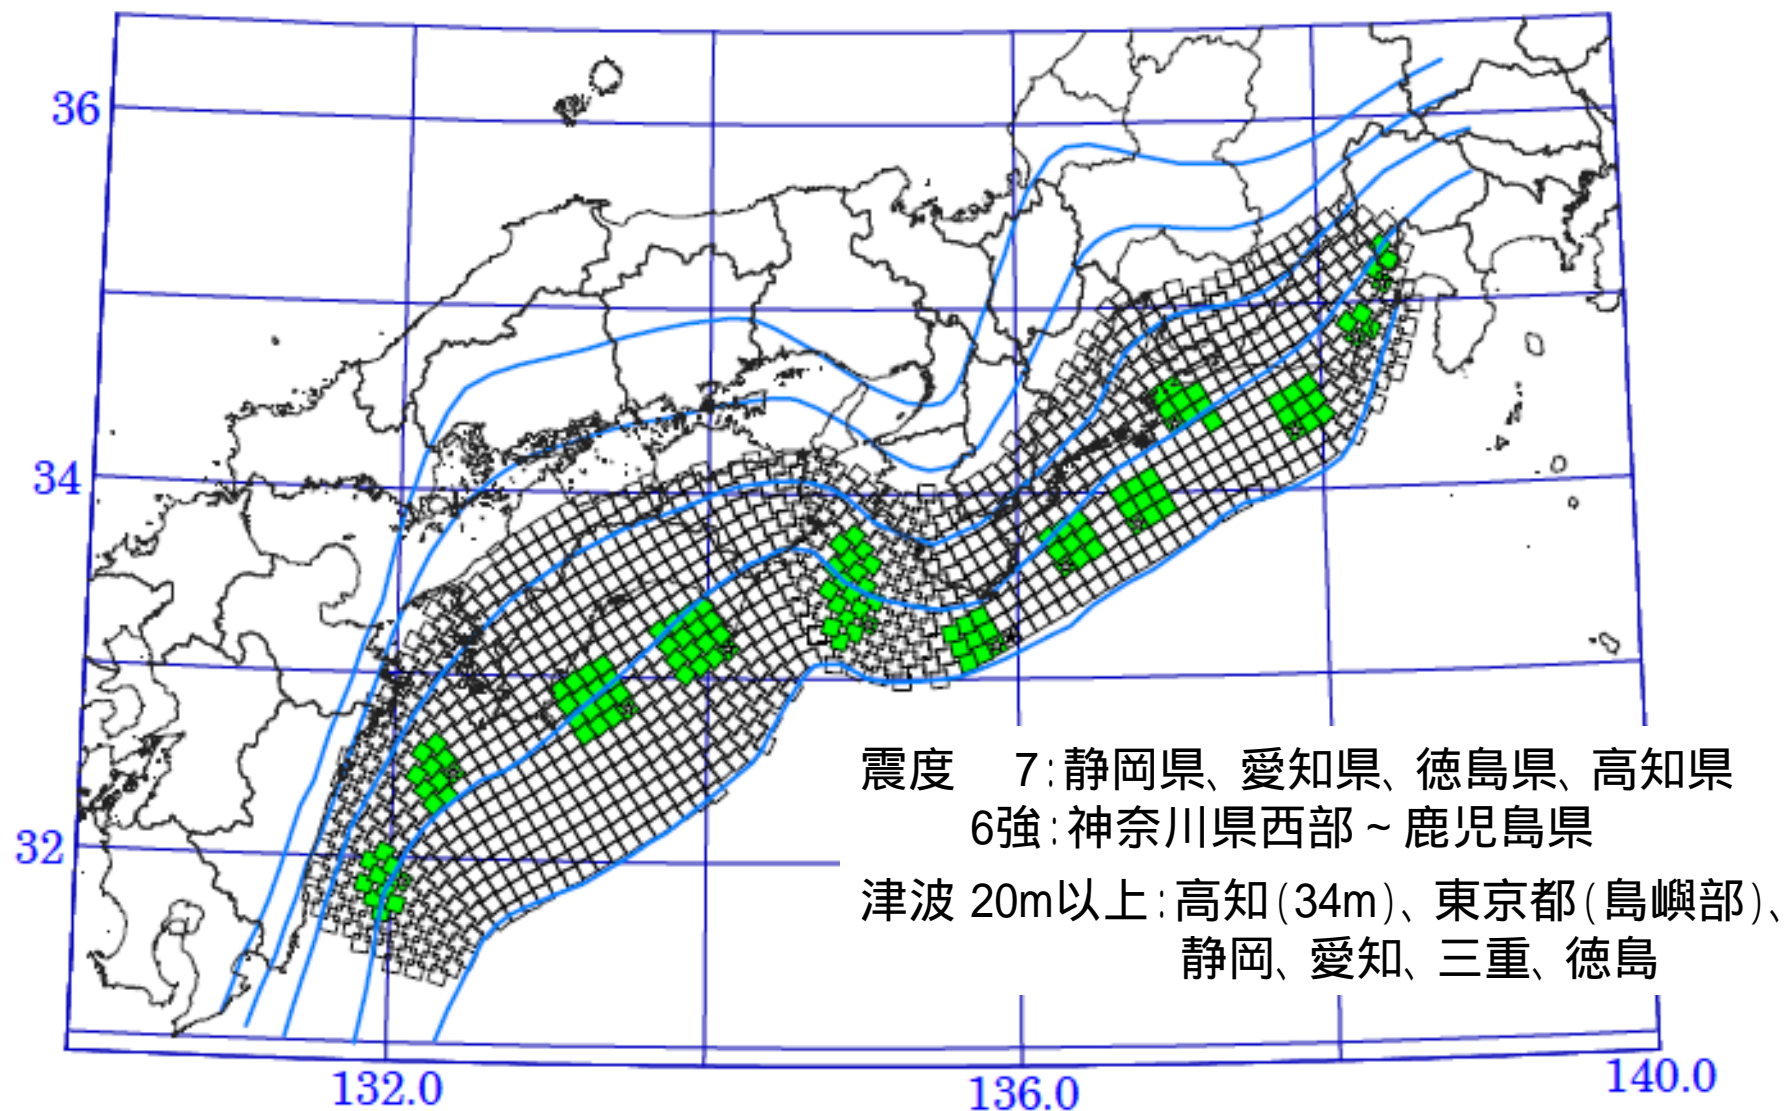 36
34
32
震度 7:静岡県、愛知県、徳島県、高知県
6強:神奈川県西部~鹿児島県
津波 20m以上:高知(34m)、東京都(島嶼部)、
静岡、愛知、三重、徳島
132.0
136.0
140.0